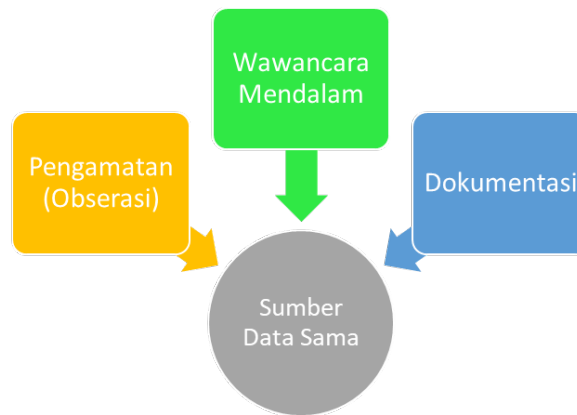 Wawancara
Mendalam
Pengamatan
(Obserasi)
Dokumentasi
Sumber
Data Sama